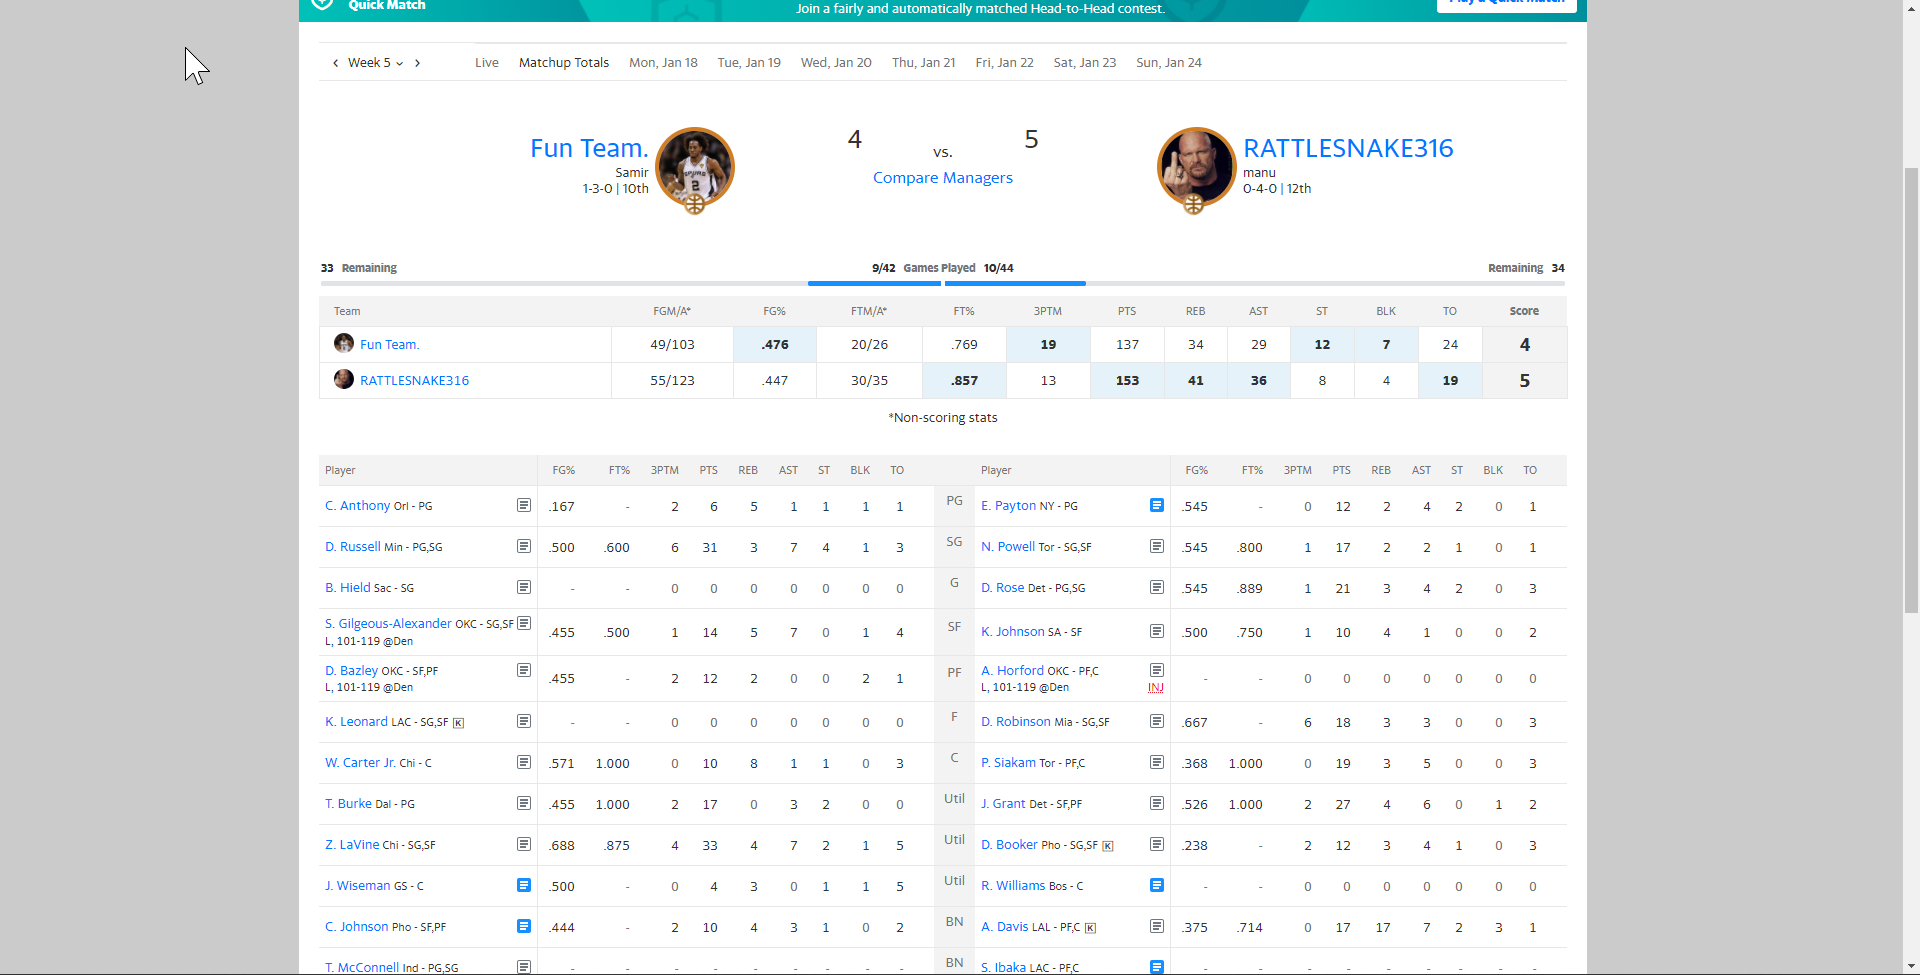 Quick Match
Join a fairly and automatically matched Head-to-Head contest.
Play a Quick Match
Week 5
Live Matchup Totals Mon, Jan 18 Tue, Jan 19 Wed, Jan 20 Thu, Jan 21 Fri, Jan 22 Sat, Jan 23 Sun, Jan 24
Fun Team.
Samir
1-3-0 | 10th
4 vs. 5
Compare Managers
RATTLESNAKE316
manu
0-4-0 | 12th
33 Remaining 9/42 Games Played 10/44 Remaining 34
Team FGM/A* FG% FTM/A* FT% 3PTM PTS REB AST ST BLK TO Score
Fun Team. 49/103 .476 20/26 .769 19 137 34 29 12 7 24 4
RATTLESNAKE316 55/123 .447 30/35 .857 13 153 41 36 8 4 19 5
*Non-scoring stats
Player FG% FT% 3PTM PTS REB AST ST BLK TO Player FG% FT% 3PTM PTS REB AST ST BLK TO
C. Anthony Orl - PG .167 - 2 6 5 1 1 1 1 PG E. Payton NY - PG .545 - 0 12 2 4 2 0 1
D. Russell Min - PG,SG .500 .600 6 31 3 7 4 1 3 SG N. Powell Tor - SG,SF .545 .800 1 17 2 2 1 0 1
B. Hield Sac - SG - - 0 0 0 0 0 0 0 G D. Rose Det - PG,SG .545 .889 1 21 3 4 2 0 3
S. Gilgeous-Alexander OKC - SG,SF
L, 101-119 @Den .455 .500 1 14 5 7 0 1 4 SF K. Johnson SA - SF .500 .750 1 10 4 1 0 0 2
D. Bazley OKC - SF,PF
L, 101-119 @Den .455 - 2 12 2 0 0 2 1 PF A. Horford OKC - PF,C
L, 101-119 @Den INJ - - 0 0 0 0 0 0 0
K. Leonard LAC - SG,SF K - - 0 0 0 0 0 0 0 F D. Robinson Mia - SG,SF .667 - 6 18 3 3 0 0 3
W. Carter Jr. Chi - C .571 1.000 0 10 8 1 1 0 3 C P. Siakam Tor - PF,C .368 1.000 0 19 3 5 0 0 3
T. Burke Dal - PG .455 1.000 2 17 0 3 2 0 0 Util J. Grant Det - SF,PF .526 1.000 2 27 4 6 0 1 2
Z. LaVine Chi - SG,SF .688 .875 4 33 4 7 2 1 5 Util D. Booker Pho - SG,SF K .238 - 2 12 3 4 1 0 3
J. Wiseman GS - C .500 - 0 4 3 0 1 1 5 Util R. Williams Bos - C - - 0 0 0 0 0 0 0
C. Johnson Pho - SF,PF .444 - 2 10 4 3 1 0 2 BN A. Davis LAL - PF,C K .375 .714 0 17 17 7 2 3 1
T. McConnell Ind - PG,SG - - - - - - - - - BN S. Ibaka LAC - PF,C - - - - - - - - -